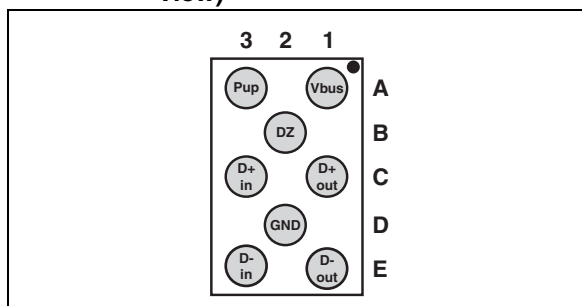 view)
3 2 1
Pup Vbus A
DZ B
D+ in D+ out C
GND D
D- in D- out E